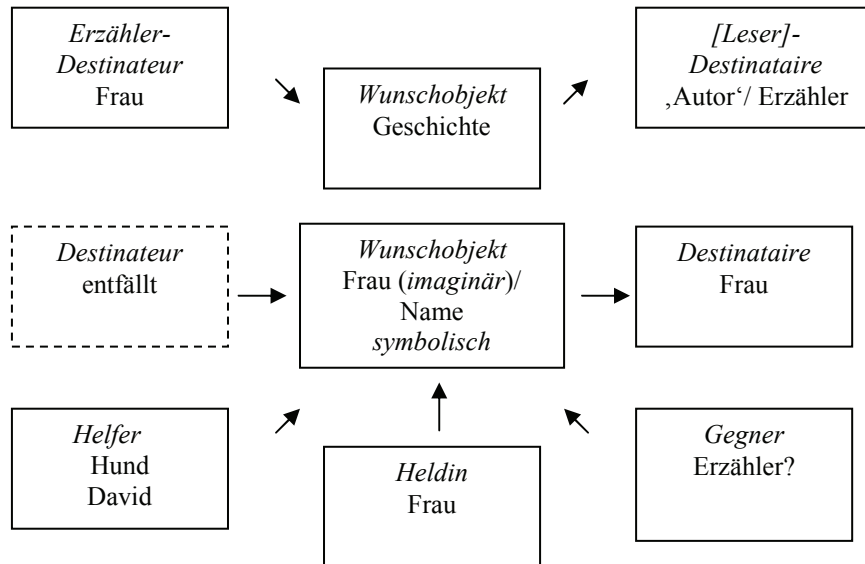 Erzähler-
Destinateur
Frau
Wunschobjekt
Geschichte
[Leser]-
Destinataire
‚Autor‘/ Erzähler
Destinateur
entfällt
Wunschobjekt
Frau (imaginär)/
Name
symbolisch
Destinataire
Frau
Helfer
Hund
David
Heldin
Frau
Gegner
Erzähler?